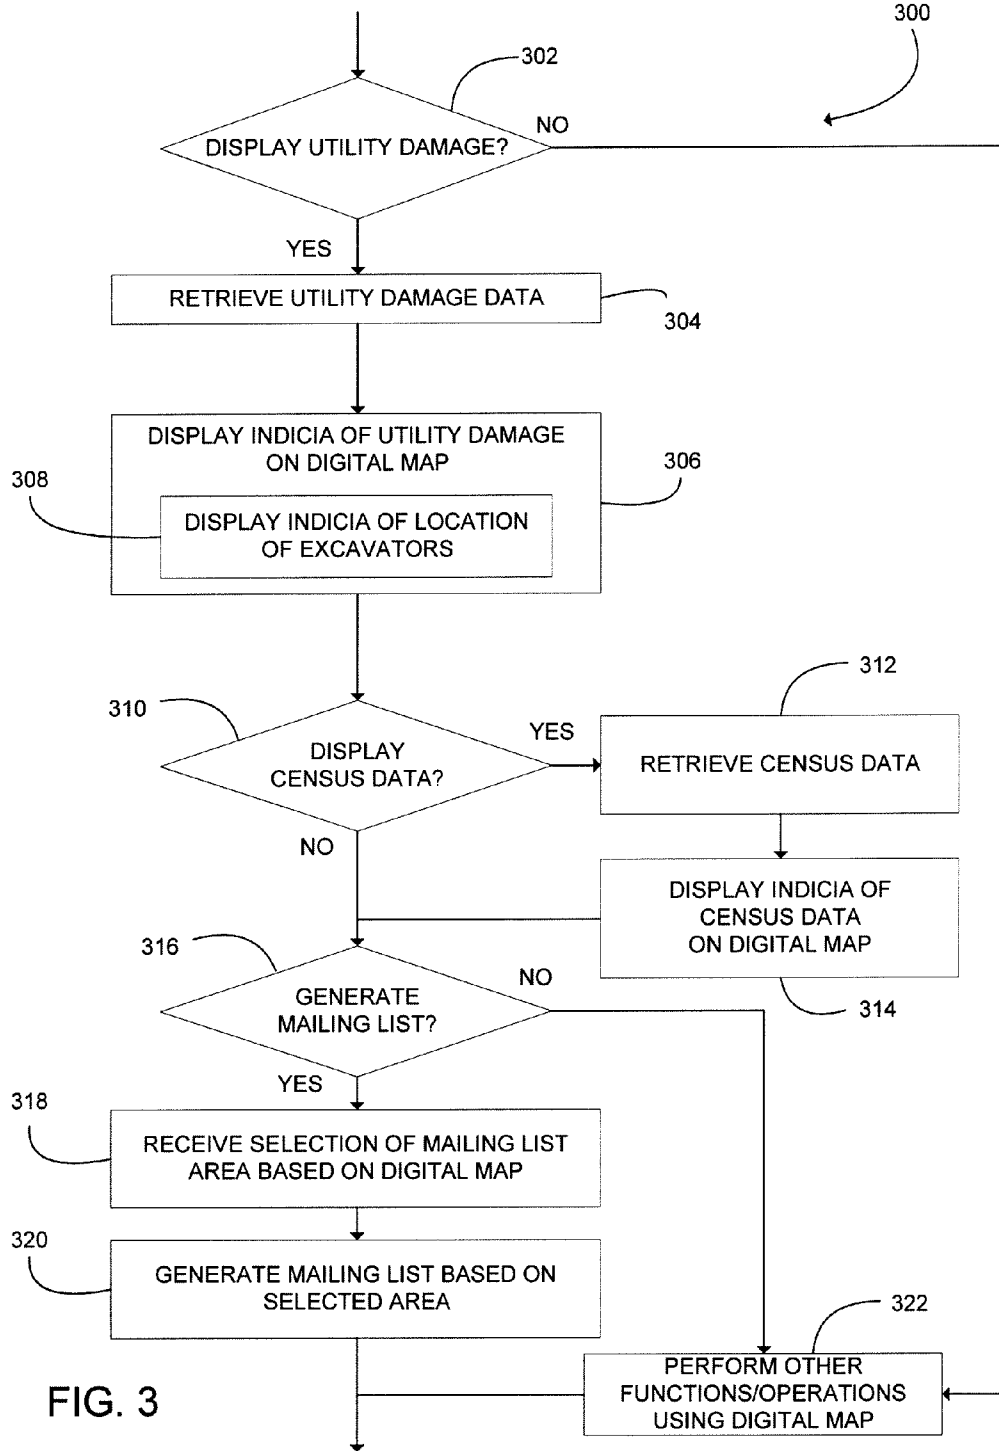 300
302
DISPLAY UTILITY DAMAGE?
NO
YES
RETRIEVE UTILITY DAMAGE DATA
304
DISPLAY INDICIA OF UTILITY DAMAGE
ON DIGITAL MAP
306
308
DISPLAY INDICIA OF LOCATION
OF EXCAVATORS
310
DISPLAY
CENSUS DATA?
YES
312
RETRIEVE CENSUS DATA
NO
DISPLAY INDICIA OF
CENSUS DATA
ON DIGITAL MAP
314
316
GENERATE
MAILING LIST?
NO
YES
318
RECEIVE SELECTION OF MAILING LIST
AREA BASED ON DIGITAL MAP
320
GENERATE MAILING LIST BASED ON
SELECTED AREA
322
PERFORM OTHER
FUNCTIONS/OPERATIONS
USING DIGITAL MAP
FIG. 3